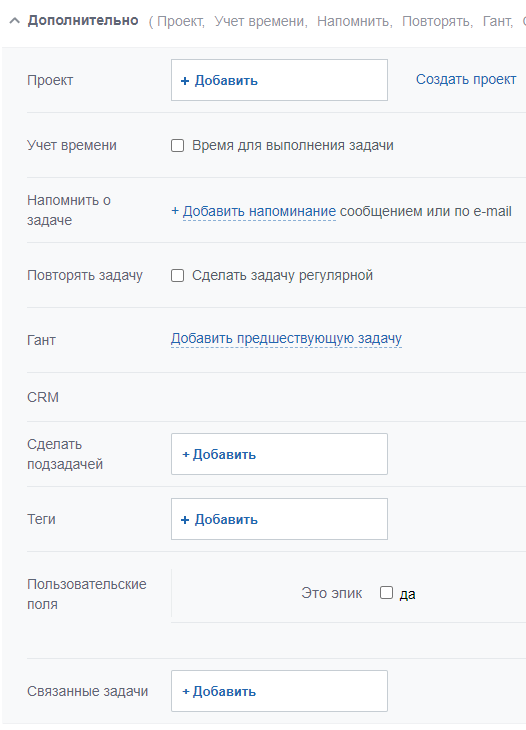 Дополнительно ( Проект, Учет времени, Напомнить, Повторять, Гант,
Проект + Добавить Создать проект
Учет времени Время для выполнения задачи
Напомнить о
задаче
+ Добавить напоминание сообщением или по e-mail
Повторять задачу Сделать задачу регулярной
Гант Добавить предшествующую задачу
CRM
Сделать
подзадачей
+ Добавить
Теги + Добавить
Пользовательские
поля
Это эпик да
Связанные задачи + Добавить